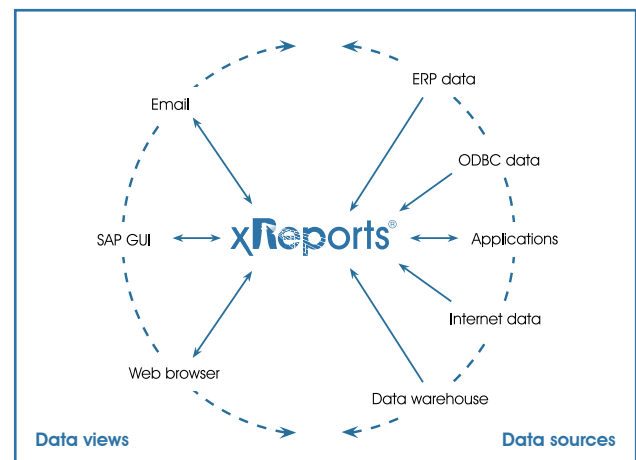 ERP data
Email
ODBC data
SAP GUI
xReports®
Applications
Internet data
Web browser
Data warehouse
Data views
Data sources